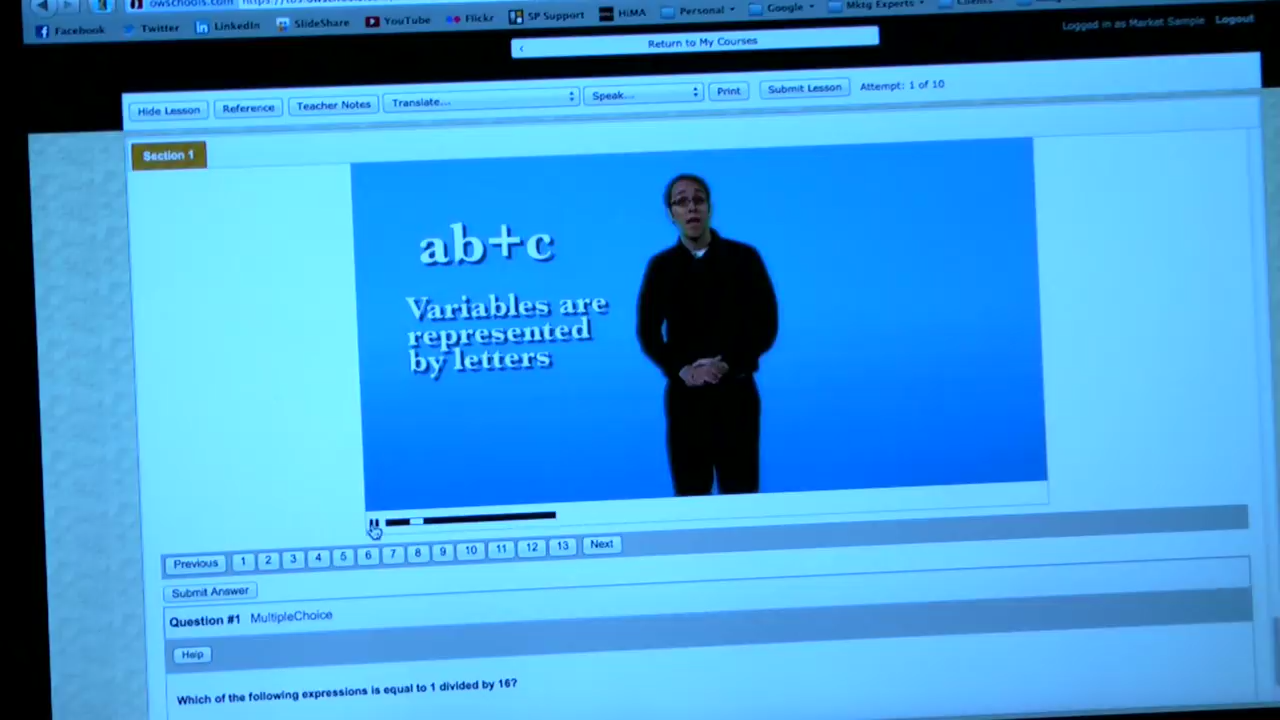 owschools.com
Facebook Twitter LinkedIn SlideShare YouTube Flickr SP Support HiMA Personal Google Mktg Experts Clients
Logged in as Market Sample Logout
Return to My Courses
Hide Lesson Reference Teacher Notes Translate... Speak... Print Submit Lesson Attempt: 1 of 10
Section 1
ab+c
Variables are
represented
by letters
Previous 1 2 3 4 5 6 7 8 9 10 11 12 13 Next
Submit Answer
Question #1 MultipleChoice
Help
Which of the following expressions is equal to 1 divided by 16?